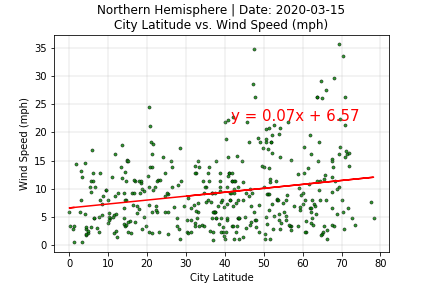 Northern Hemisphere | Date: 2020-03-15
City Latitude vs. Wind Speed (mph)
35
30
25
20
15
10
5
0
Wind Speed (mph)
y = 0.07x + 6.57
0 10 20 30 40 50 60 70 80
City Latitude